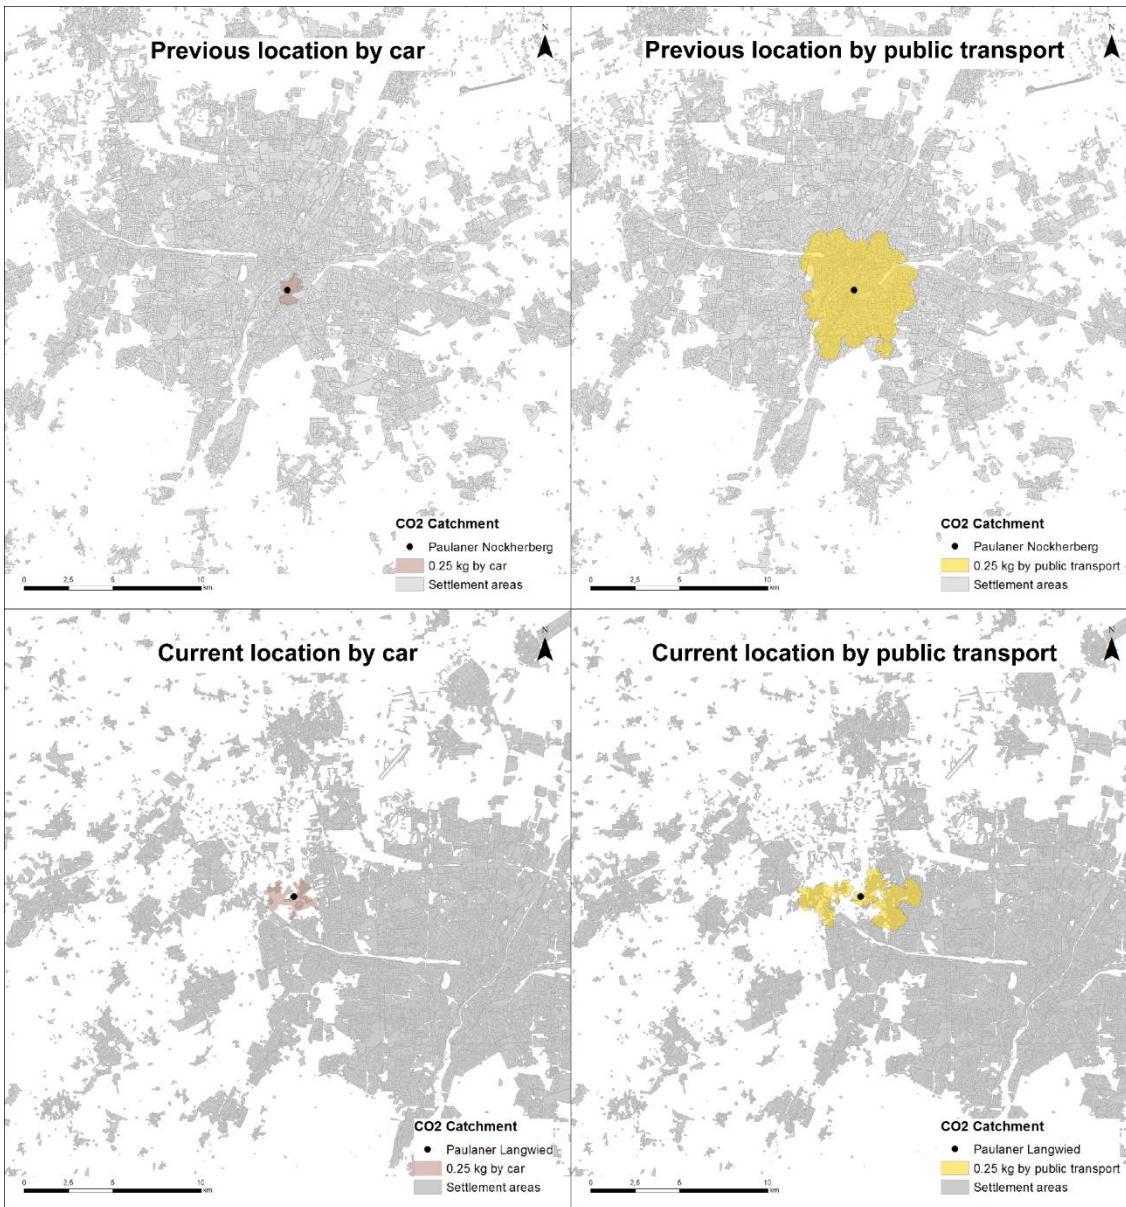 Previous location by car
N
CO2 Catchment
Paulaner Nockherberg
0.25 kg by car
Settlement areas
0 2,5 5 10
km
Previous location by public transport
N
CO2 Catchment
Paulaner Nockherberg
0.25 kg by public transport
Settlement areas
0 2,5 5 10
km
Current location by car
N
CO2 Catchment
Paulaner Langwied
0.25 kg by car
Settlement areas
0 2,5 5 10
km
Current location by public transport
N
CO2 Catchment
Paulaner Langwied
0.25 kg by public transport
Settlement areas
0 2,5 5 10
km